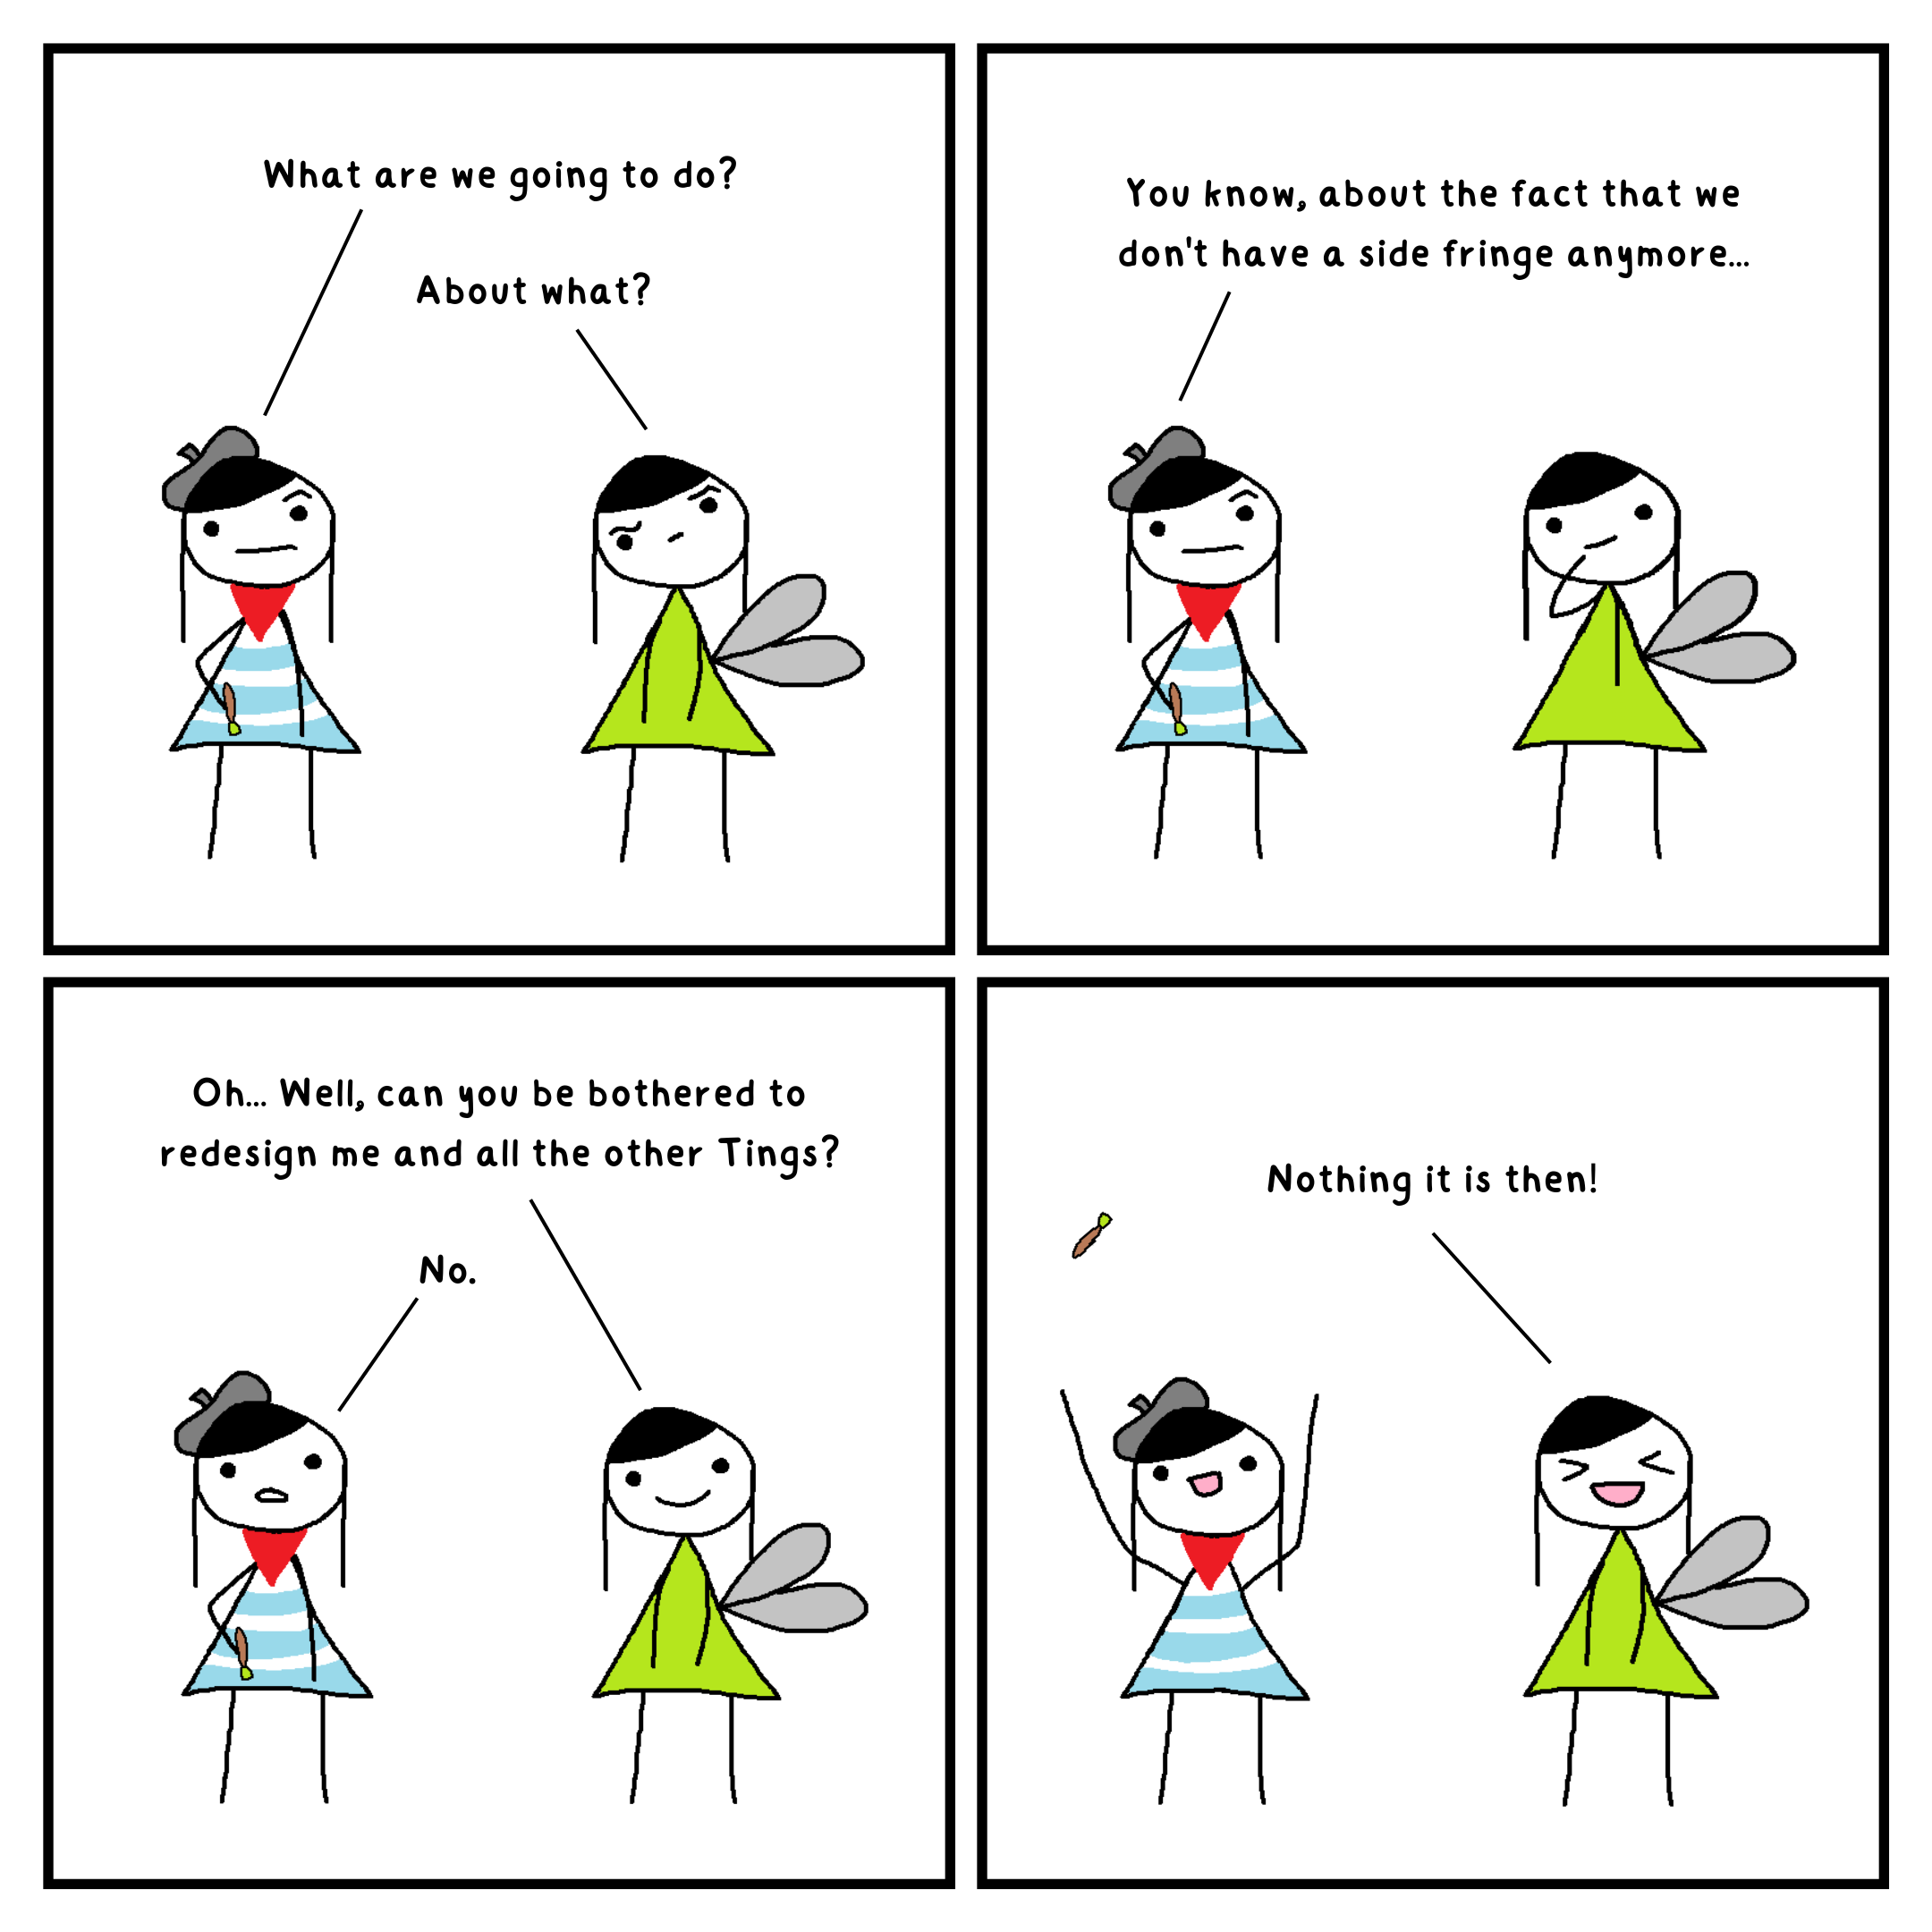 What are we going to do?
About what?
You know, about the fact that we
don't have a side fringe anymore...
Oh... Well, can you be bothered to
redesign me and all the other Tings?
No.
Nothing it is then!